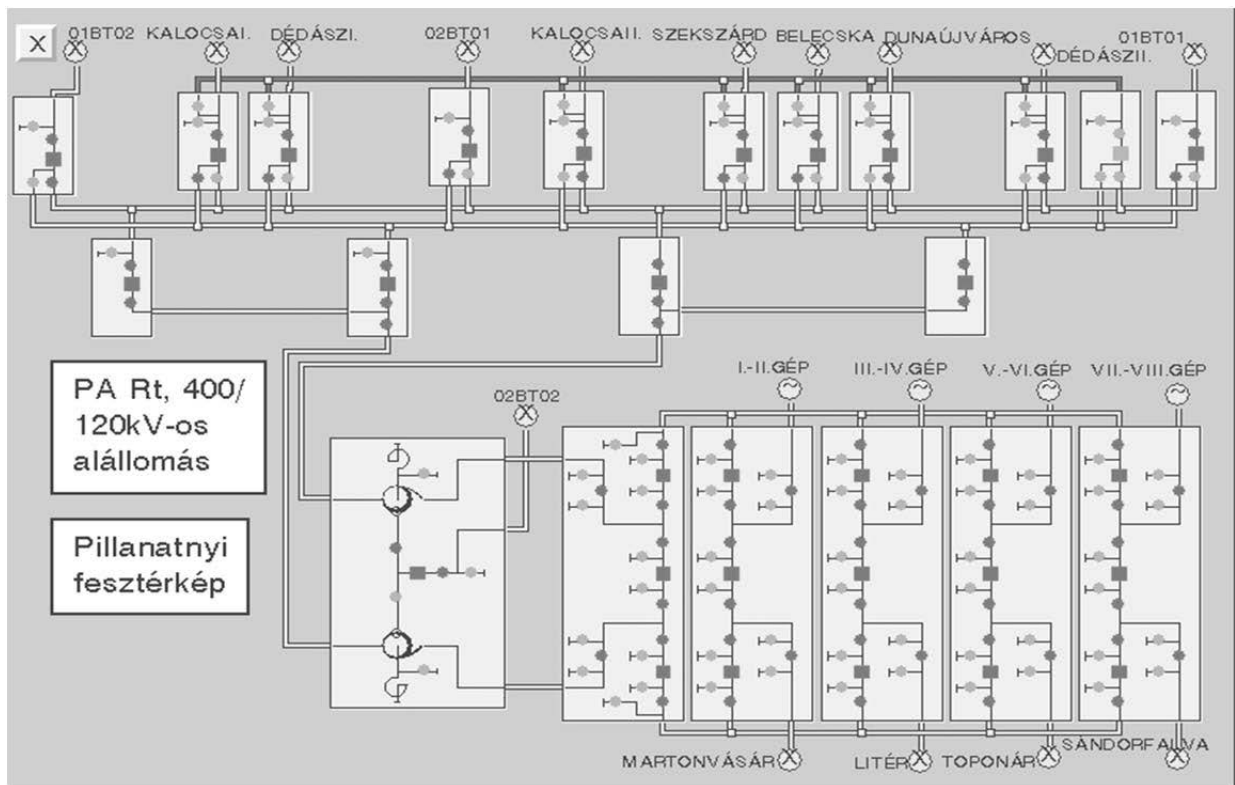 X
01BT02
KALOCSAI.
DÉDÁSZI.
02BT01
KALOCSAII.
SZEKSZÁRD
BELECSKA
DUNAÚJVÁROS
DÉDÁSZII.
01BT01
PA Rt, 400/
120kV-os
alállomás
Pillanatnyi
fesztérkép
02BT02
I.-II.GÉP
III.-IV.GÉP
V.-VI.GÉP
VII.-VIII.GÉP
MARTONVÁSÁR
LITÉR
TOPONÁR
SÀNDORFALVA